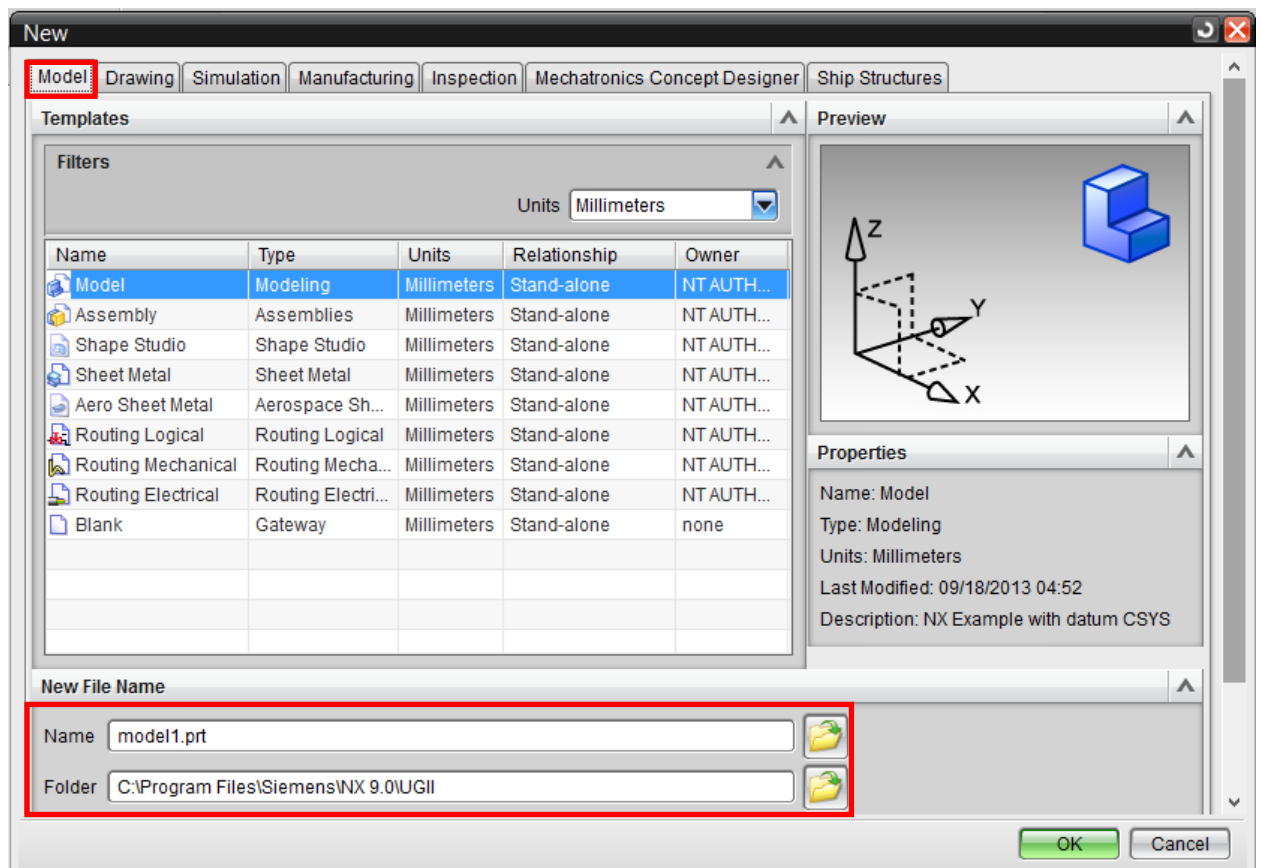 New
Model Drawing Simulation Manufacturing Inspection Mechatronics Concept Designer Ship Structures
Templates
Filters
Units Millimeters
Name Type Units Relationship Owner
Model Modeling Millimeters Stand-alone NT AUTH...
Assembly Assemblies Millimeters Stand-alone NT AUTH...
Shape Studio Shape Studio Millimeters Stand-alone NT AUTH...
Sheet Metal Sheet Metal Millimeters Stand-alone NT AUTH...
Aero Sheet Metal Aerospace Sh... Millimeters Stand-alone NT AUTH...
Routing Logical Routing Logical Millimeters Stand-alone NT AUTH...
Routing Mechanical Routing Mecha... Millimeters Stand-alone NT AUTH...
Routing Electrical Routing Electri... Millimeters Stand-alone NT AUTH...
Blank Gateway Millimeters Stand-alone none
Preview
Z
Y
X
Properties
Name: Model
Type: Modeling
Units: Millimeters
Last Modified: 09/18/2013 04:52
Description: NX Example with datum CSYS
New File Name
Name model1.prt
Folder C:\Program Files\Siemens\NX 9.0\UGII
OK Cancel